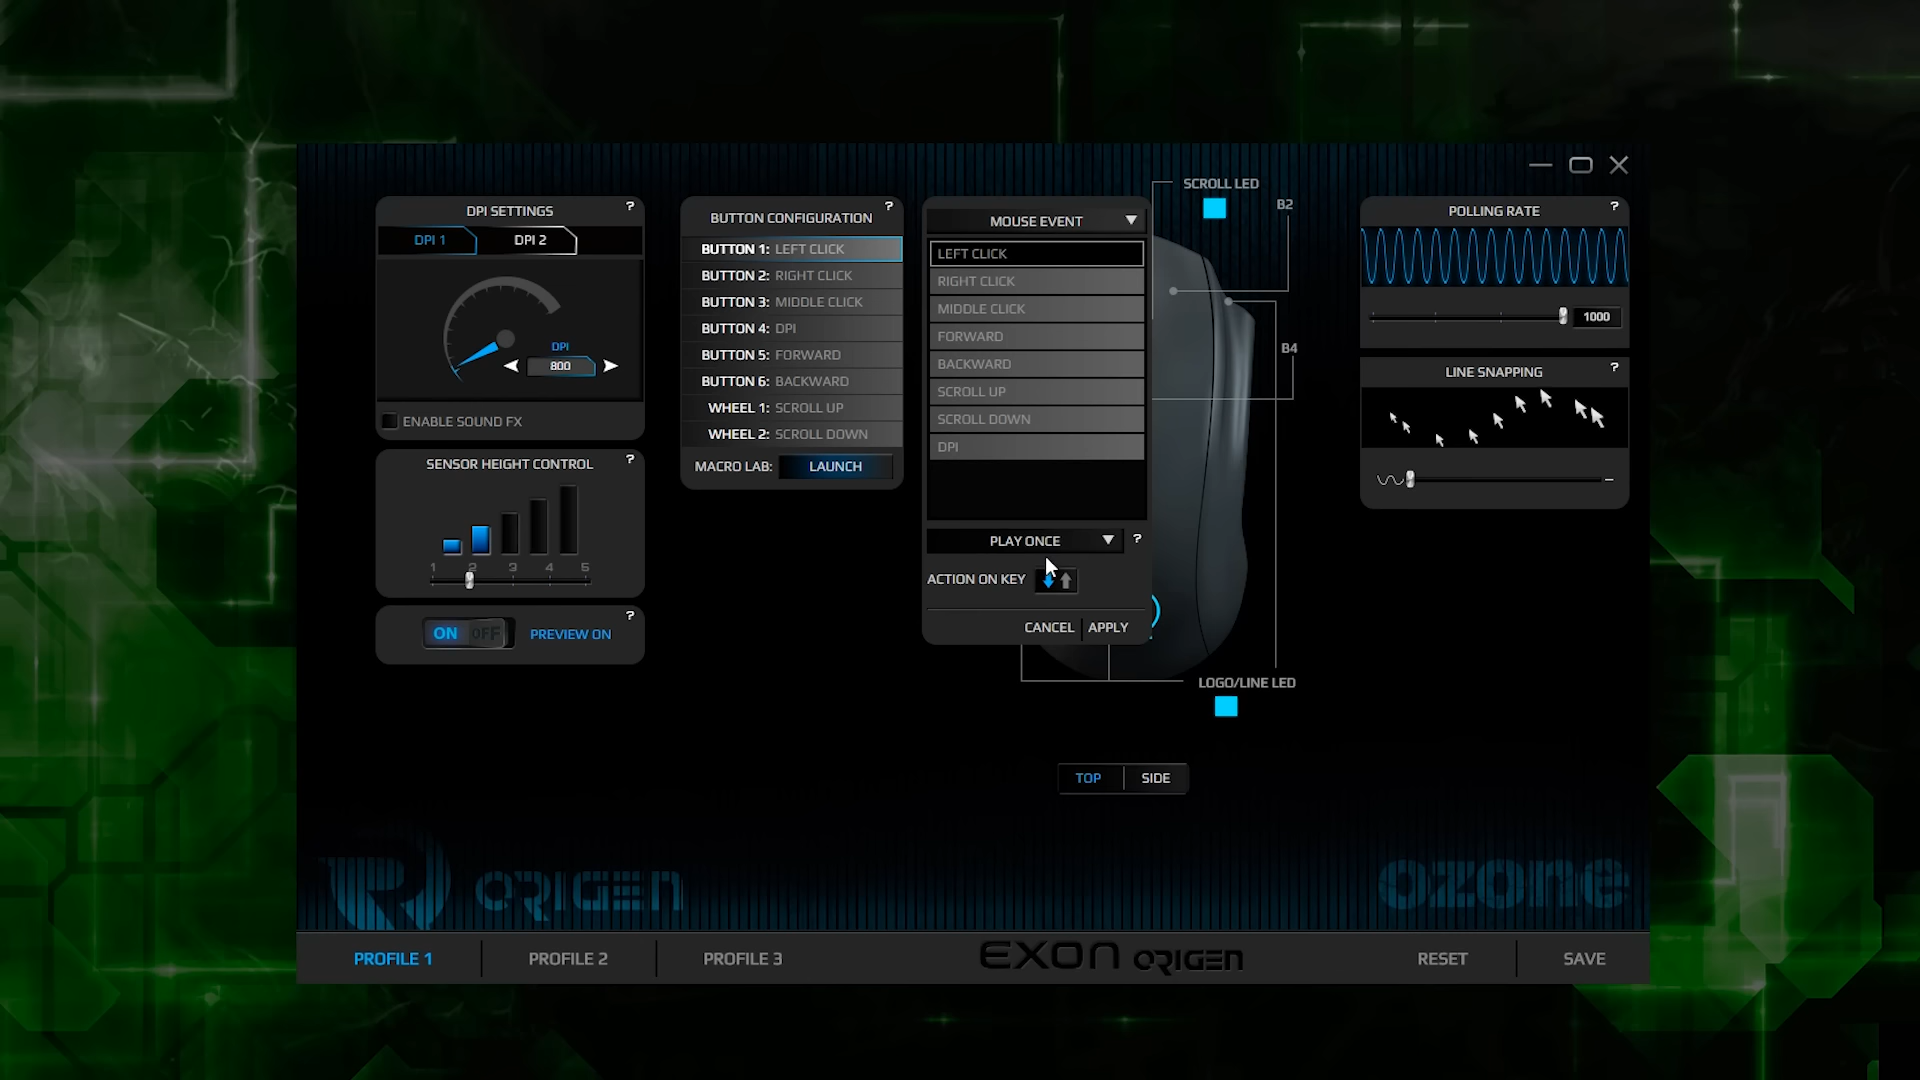 DPI SETTINGS ?
DPI 1 DPI 2
DPI
800
ENABLE SOUND FX
SENSOR HEIGHT CONTROL ?
1 2 3 4 5
?
ON OFF PREVIEW ON
BUTTON CONFIGURATION ?
BUTTON 1: LEFT CLICK
BUTTON 2: RIGHT CLICK
BUTTON 3: MIDDLE CLICK
BUTTON 4: DPI
BUTTON 5: FORWARD
BUTTON 6: BACKWARD
WHEEL 1: SCROLL UP
WHEEL 2: SCROLL DOWN
MACRO LAB: LAUNCH
MOUSE EVENT
LEFT CLICK
RIGHT CLICK
MIDDLE CLICK
FORWARD
BACKWARD
SCROLL UP
SCROLL DOWN
DPI
PLAY ONCE ?
ACTION ON KEY
CANCEL APPLY
SCROLL LED
B2
B4
LOGO/LINE LED
TOP SIDE
POLLING RATE ?
1000
LINE SNAPPING ?
ORIGEN
ozone
PROFILE 1 PROFILE 2 PROFILE 3 EXON ORIGEN RESET SAVE